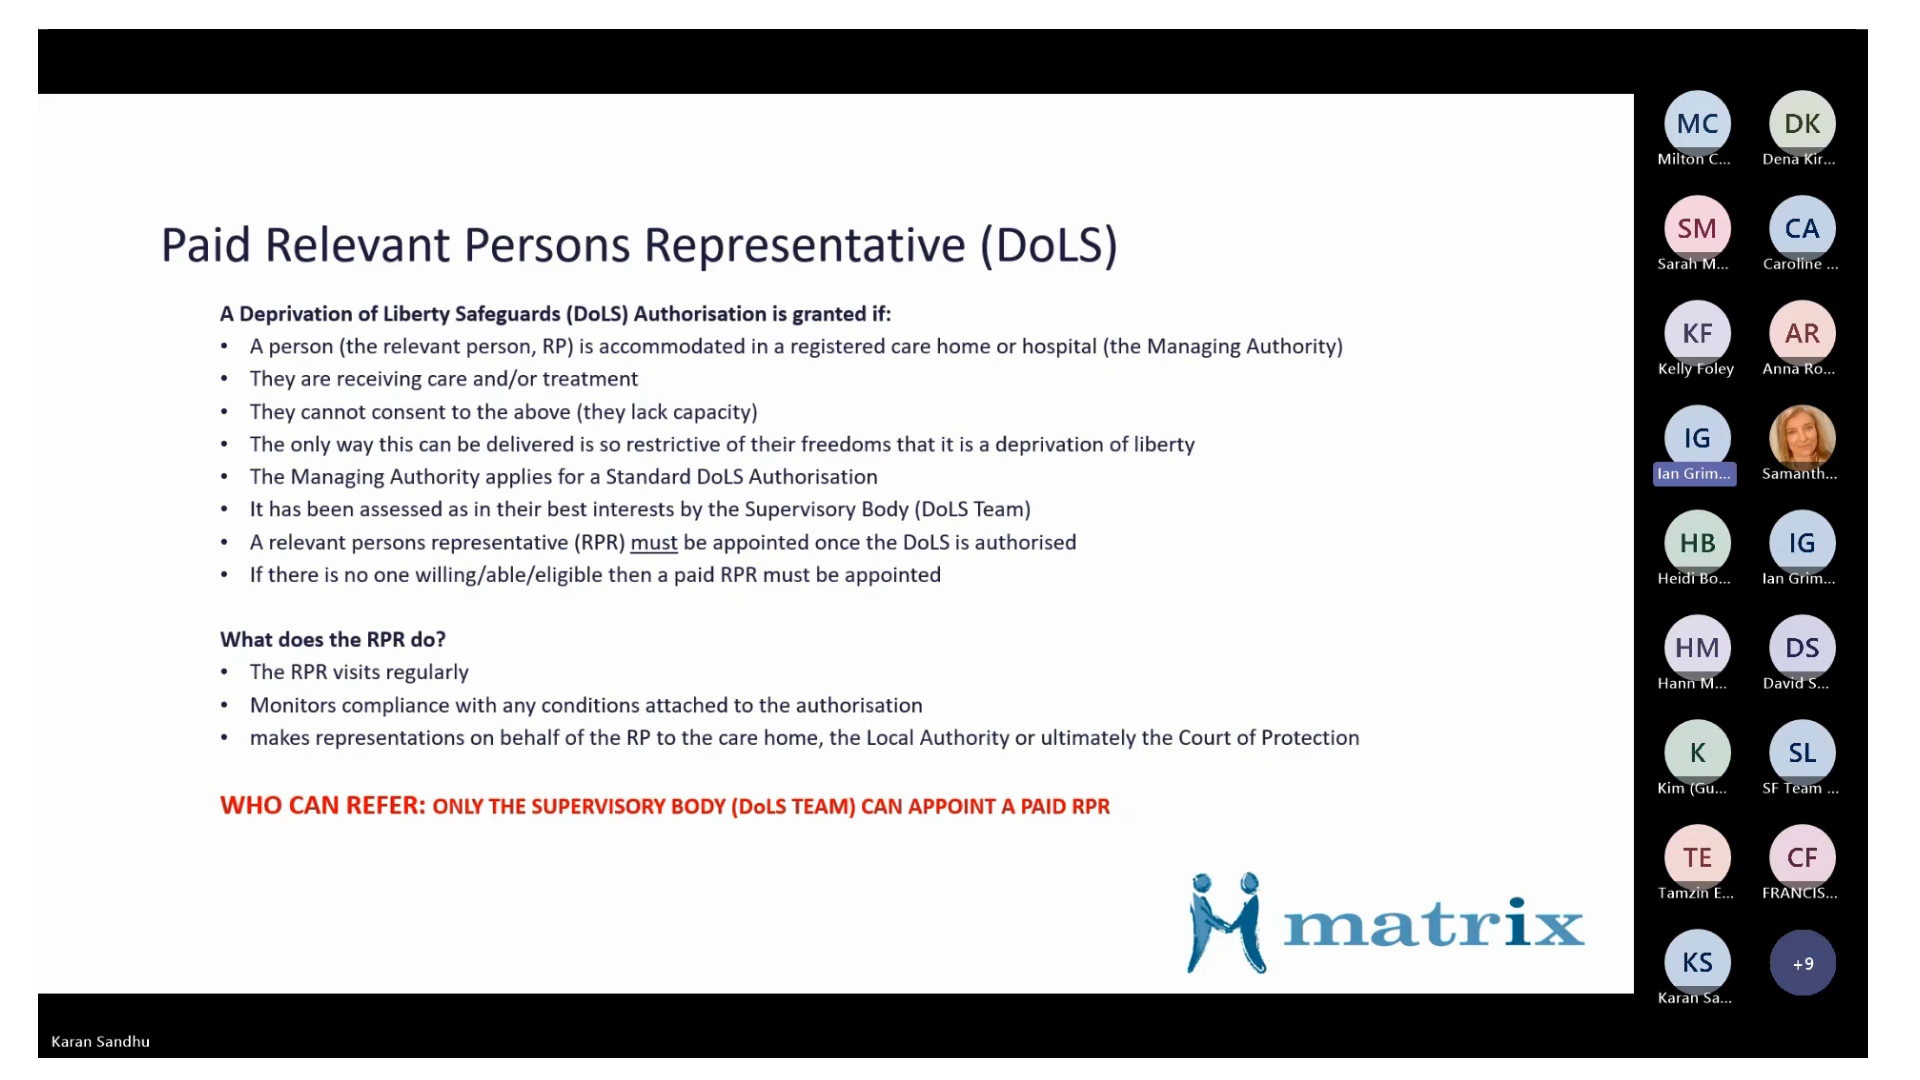 Paid Relevant Persons Representative (DoLS)
A Deprivation of Liberty Safeguards (DoLS) Authorisation is granted if:
• A person (the relevant person, RP) is accommodated in a registered care home or hospital (the Managing Authority)
• They are receiving care and/or treatment
• They cannot consent to the above (they lack capacity)
• The only way this can be delivered is so restrictive of their freedoms that it is a deprivation of liberty
• The Managing Authority applies for a Standard DoLS Authorisation
• It has been assessed as in their best interests by the Supervisory Body (DoLS Team)
• A relevant persons representative (RPR) must be appointed once the DoLS is authorised
• If there is no one willing/able/eligible then a paid RPR must be appointed
What does the RPR do?
• The RPR visits regularly
• Monitors compliance with any conditions attached to the authorisation
• makes representations on behalf of the RP to the care home, the Local Authority or ultimately the Court of Protection
WHO CAN REFER: ONLY THE SUPERVISORY BODY (DoLS TEAM) CAN APPOINT A PAID RPR
matrix
Karan Sandhu
MC DK
Milton C... Dena Kir...
SM CA
Sarah M... Caroline ...
KF AR
Kelly Foley Anna Ro...
IG
Ian Grim... Samanth...
HB IG
Heidi Bo... Ian Grim...
HM DS
Hann M... David S...
K SL
Kim (Gu... SF Team ...
TE CF
Tamzin E... FRANCIS...
KS +9
Karan Sa...